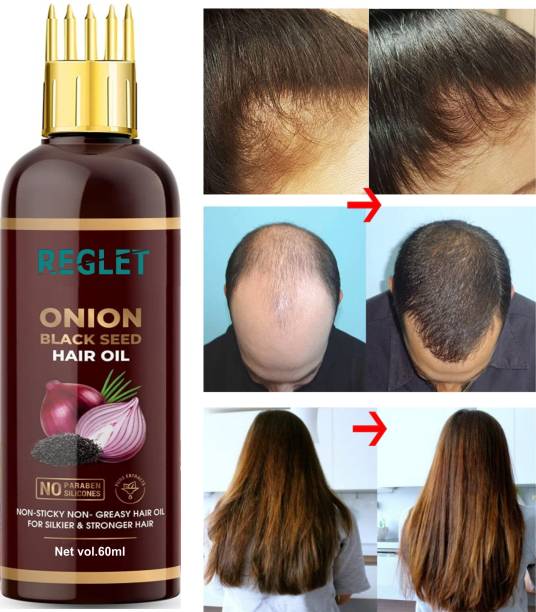 REGLET
ONION
BLACK SEED
HAIR OIL
NO PARABEN
SILICONES
NON-STICKY NON- GREASY HAIR OIL
FOR SILKIER & STRONGER HAIR
Net vol.60ml